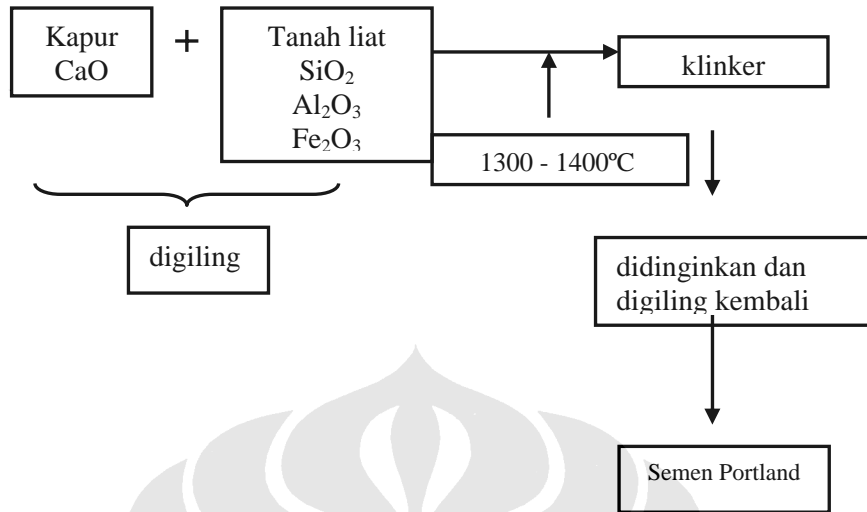 Kapur
CaO
+
Tanah liat
SiO₂
Al₂O₃
Fe₂O₃
klinker
1300 - 1400ºC
digiling
didinginkan dan
digiling kembali
Semen Portland